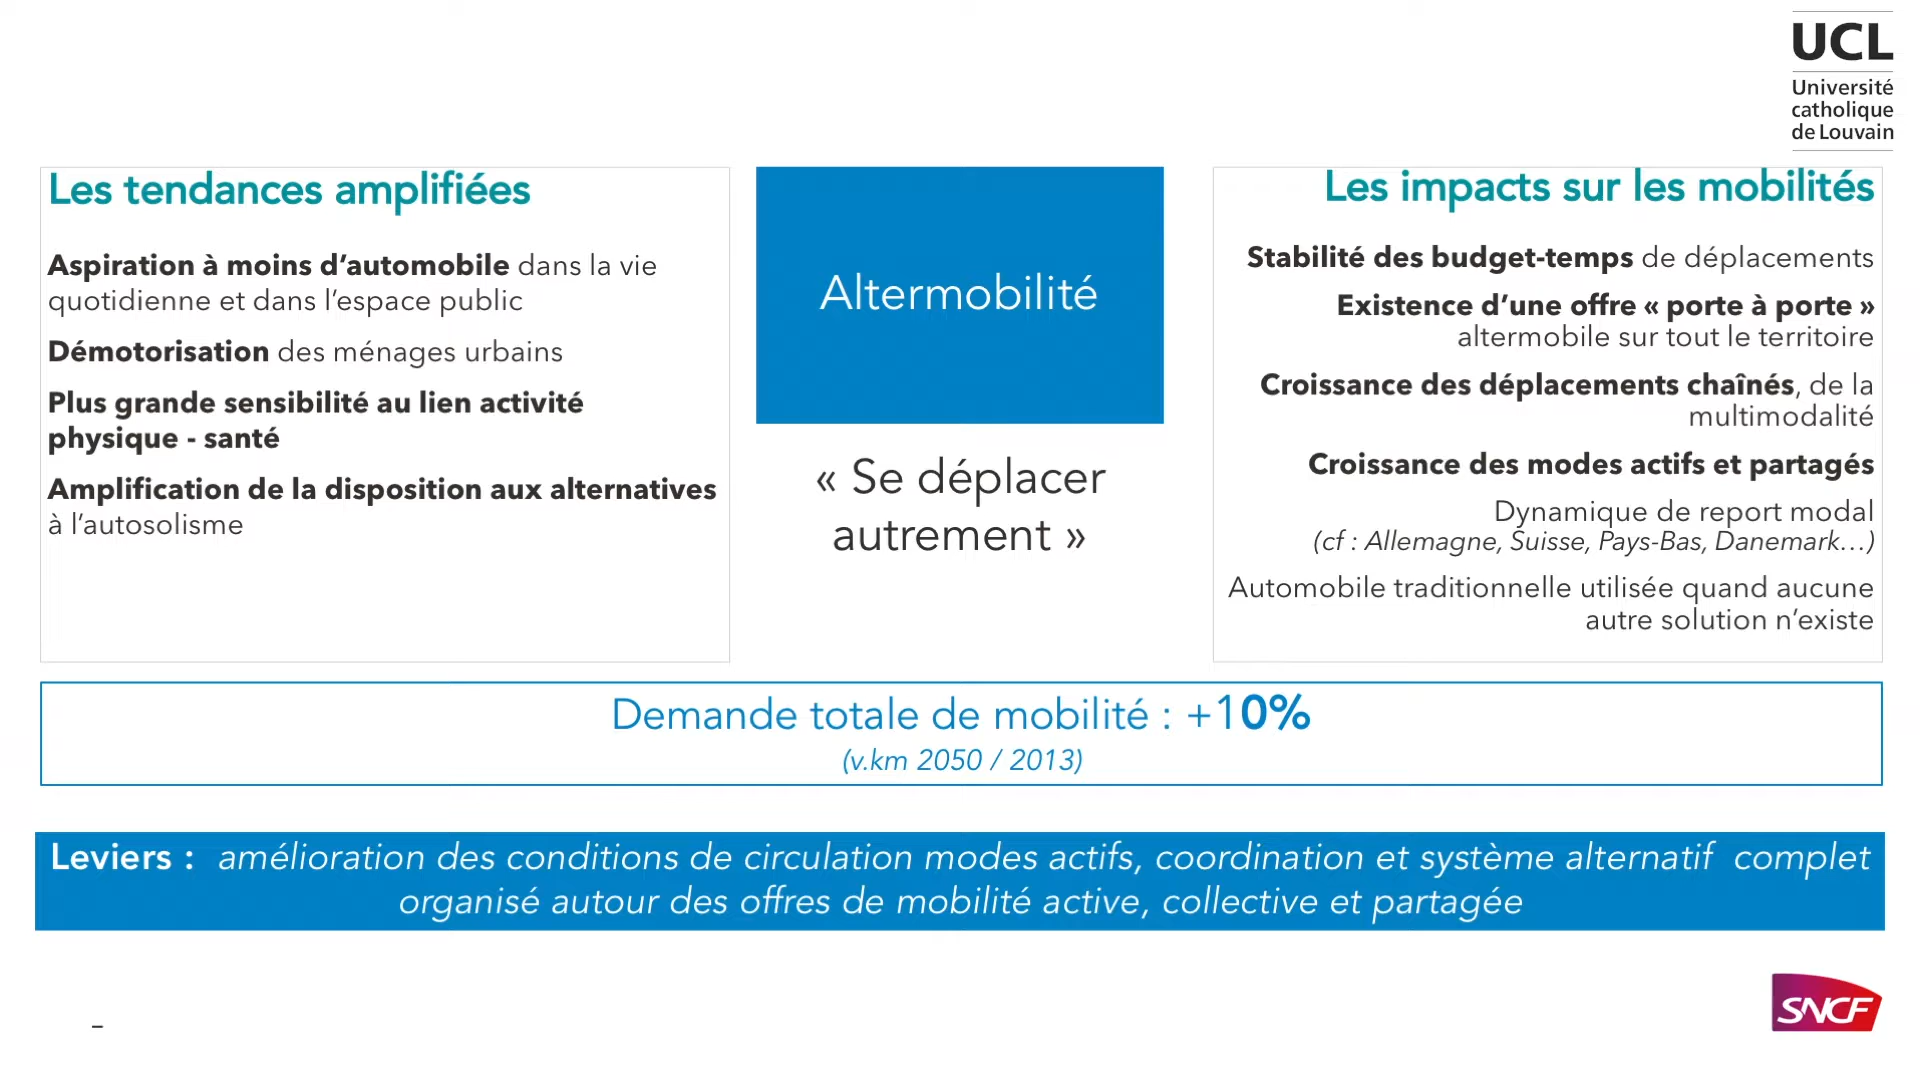 UCL
Université
catholique
de Louvain
Les tendances amplifiées
Aspiration à moins d’automobile dans la vie
quotidienne et dans l’espace public
Démotorisation des ménages urbains
Plus grande sensibilité au lien activité
physique - santé
Amplification de la disposition aux alternatives
à l’autosolisme
Altermobilité
« Se déplacer
autrement »
Les impacts sur les mobilités
Stabilité des budget-temps de déplacements
Existence d’une offre « porte à porte »
altermobile sur tout le territoire
Croissance des déplacements chaînés, de la
multimodalité
Croissance des modes actifs et partagés
Dynamique de report modal
(cf : Allemagne, Suisse, Pays-Bas, Danemark…)
Automobile traditionnelle utilisée quand aucune
autre solution n’existe
Demande totale de mobilité : +10%
(v.km 2050 / 2013)
Leviers : amélioration des conditions de circulation modes actifs, coordination et système alternatif complet
organisé autour des offres de mobilité active, collective et partagée
–
SNCF